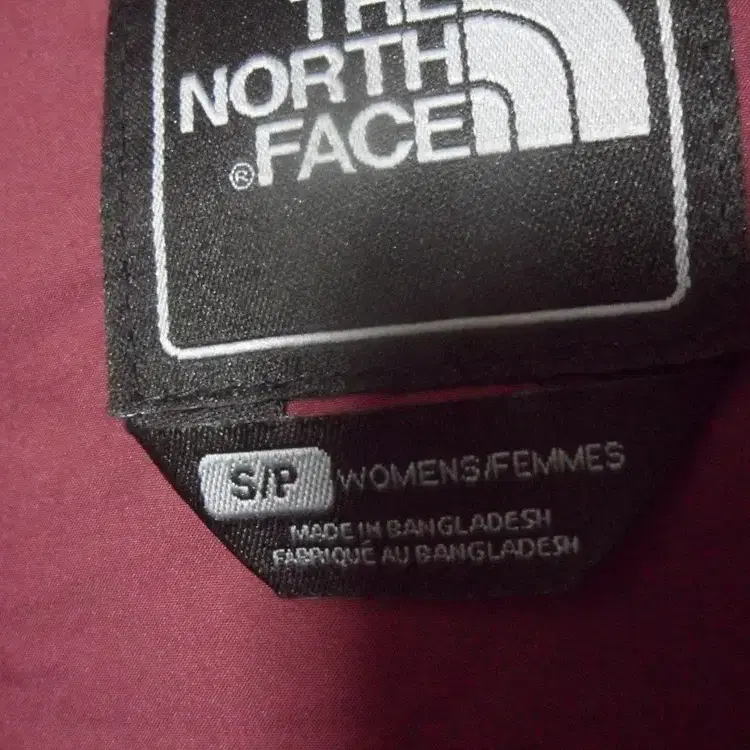 THE
NORTH
FACE
®
S/P WOMENS/FEMMES
MADE IN BANGLADESH
FABRIQUÉ AU BANGLADESH